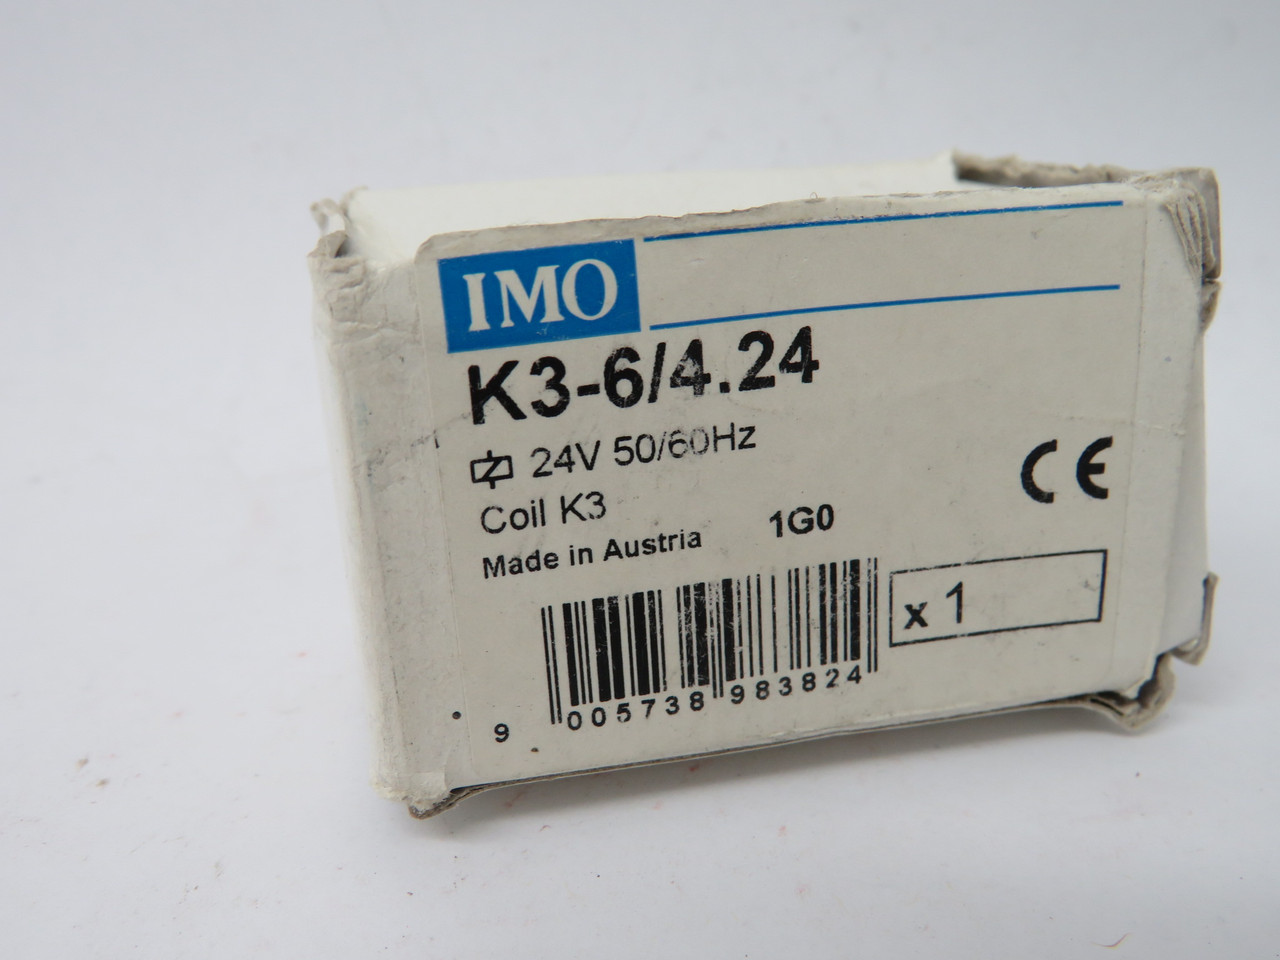 IMO
K3-6/4.24
24V 50/60Hz
Coil K3
Made in Austria 1G0
CE
x 1
9 005738 983824